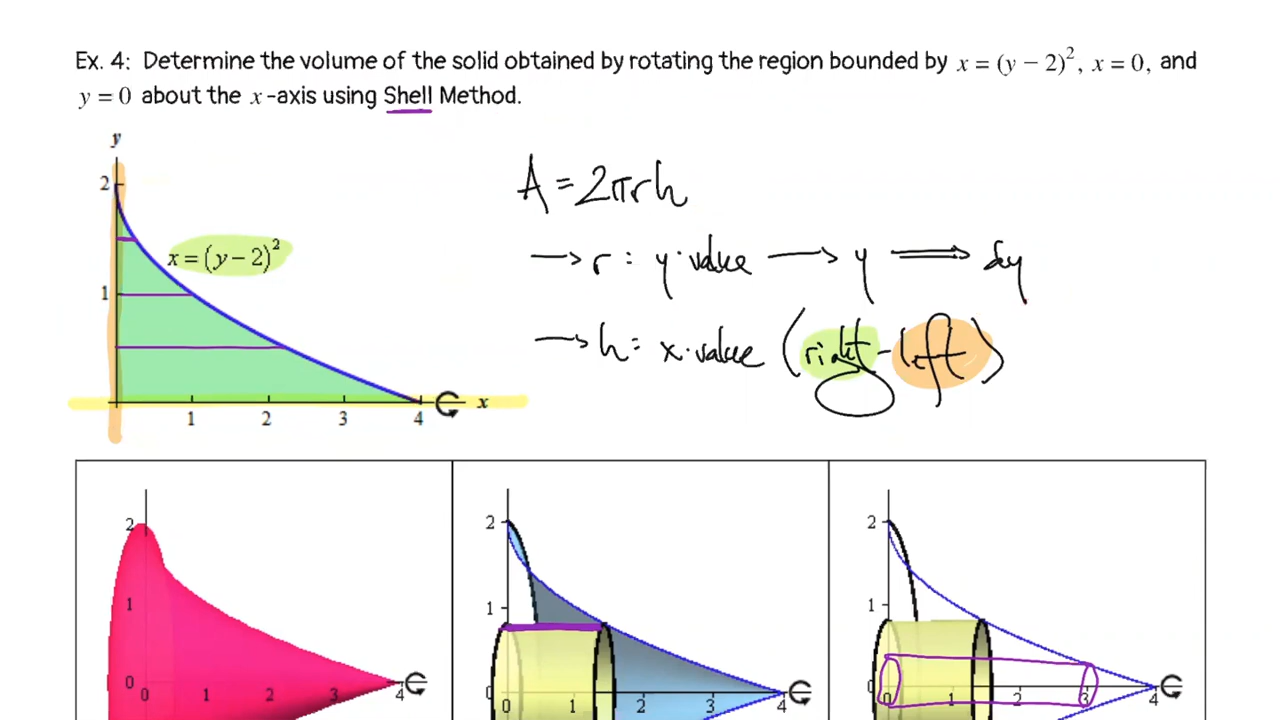 Ex. 4: Determine the volume of the solid obtained by rotating the region bounded by x = (y − 2)², x = 0, and
y = 0 about the x-axis using Shell Method.
y
2
x = (y − 2)²
1
1 2 3 4 x
A = 2πrh
→ r : y·value → y ⟹ dy
→ h: x·value (right - left)
2
1
0
0 1 2 3 4
2
1
0
0 1 2 3 4
2
1
0
0 1 2 3 4